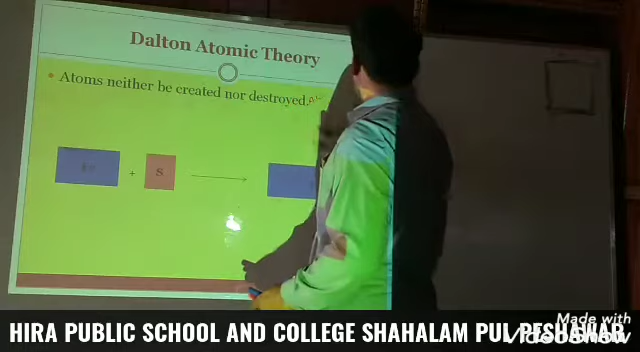 Dalton Atomic Theory
Atoms neither be created nor destroyed.
+ S
HIRA PUBLIC SCHOOL AND COLLEGE SHAHALAM PUL PESHAWAR
Made with
VideoShow